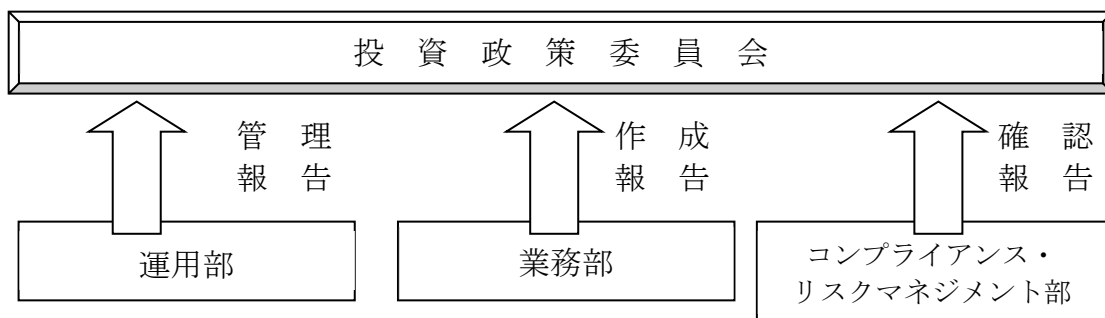 投資政策委員会
管理 作成 確認
報告 報告 報告
運用部 業務部 コンプライアンス・
リスクマネジメント部